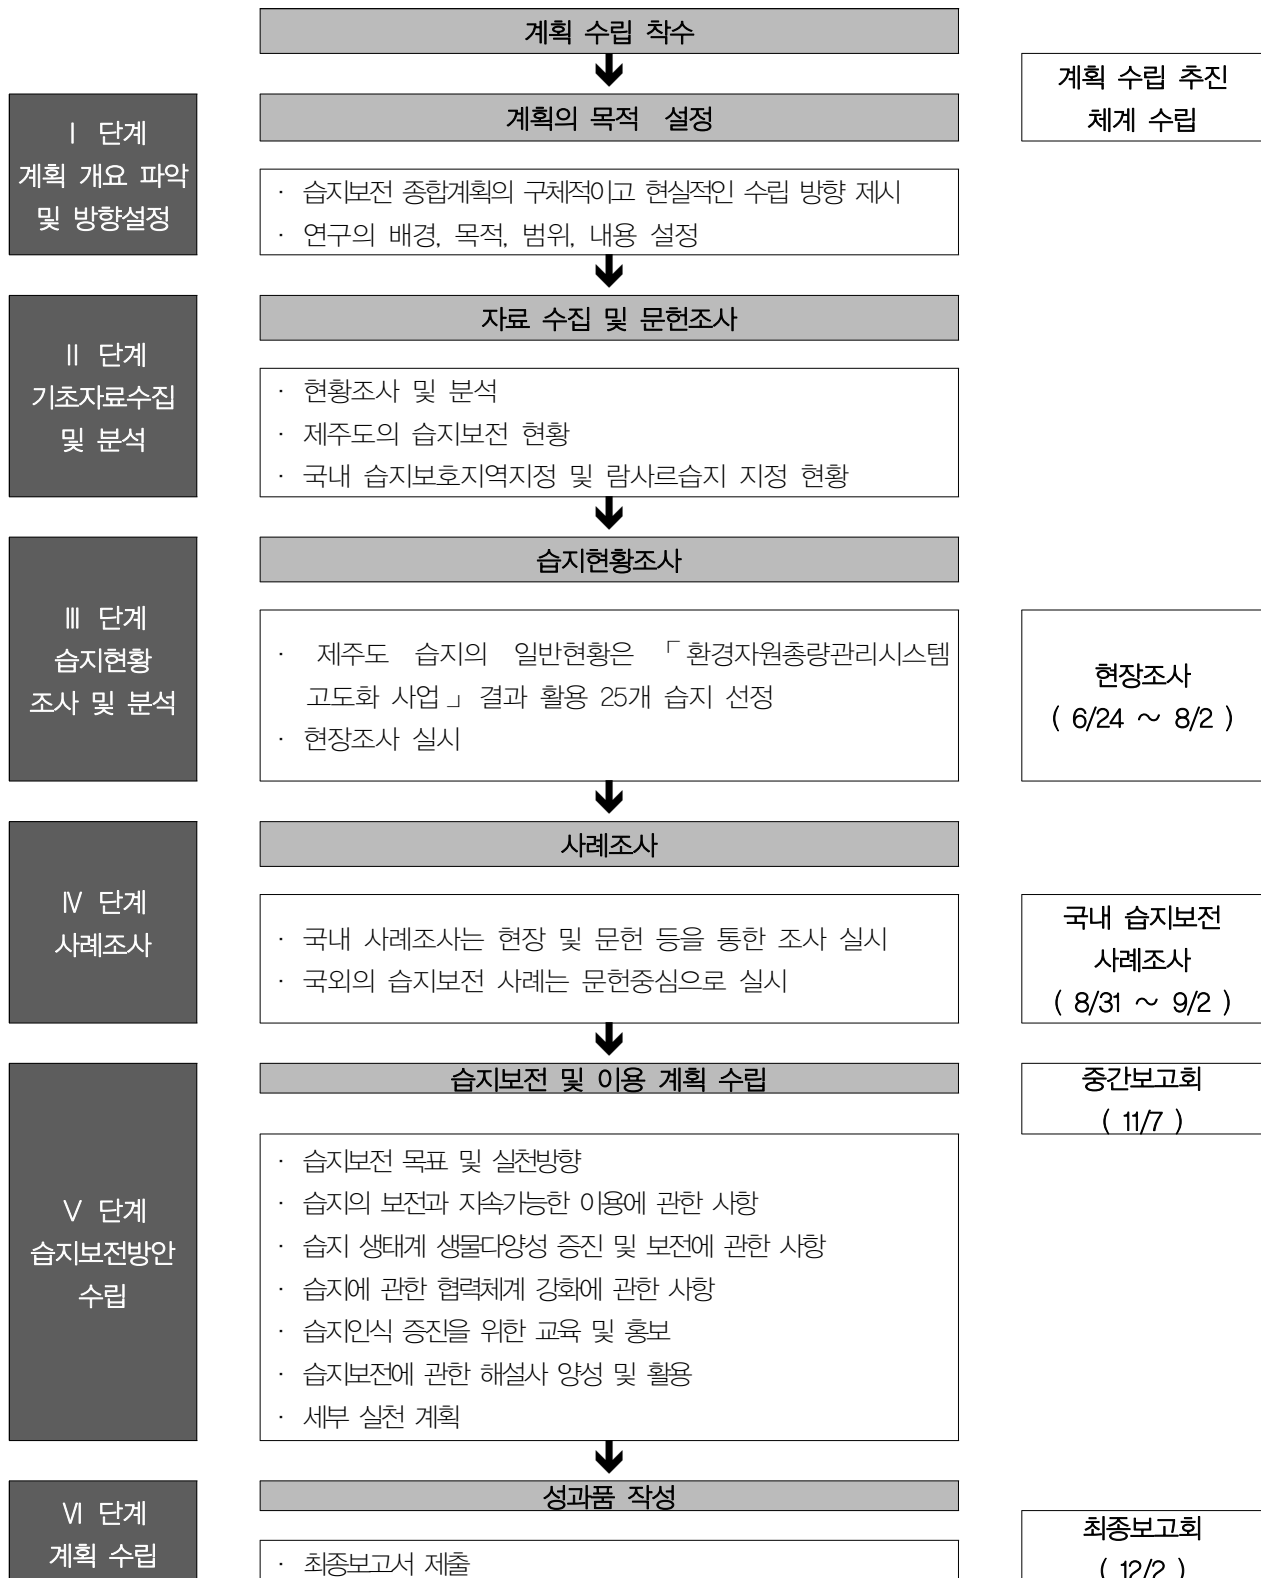 계획 수립 착수
계획 수립 추진
체계 수립
Ⅰ 단계
계획 개요 파악
및 방향설정
계획의 목적 설정
· 습지보전 종합계획의 구체적이고 현실적인 수립 방향 제시
· 연구의 배경, 목적, 범위, 내용 설정
Ⅱ 단계
기초자료수집
및 분석
자료 수집 및 문헌조사
· 현황조사 및 분석
· 제주도의 습지보전 현황
· 국내 습지보호지역지정 및 람사르습지 지정 현황
Ⅲ 단계
습지현황
조사 및 분석
습지현황조사
· 제주도 습지의 일반현황은 「환경자원총량관리시스템
고도화 사업」 결과 활용 25개 습지 선정
· 현장조사 실시
현장조사
( 6/24 ~ 8/2 )
Ⅳ 단계
사례조사
사례조사
· 국내 사례조사는 현장 및 문헌 등을 통한 조사 실시
· 국외의 습지보전 사례는 문헌중심으로 실시
국내 습지보전
사례조사
( 8/31 ~ 9/2 )
Ⅴ 단계
습지보전방안
수립
습지보전 및 이용 계획 수립
· 습지보전 목표 및 실천방향
· 습지의 보전과 지속가능한 이용에 관한 사항
· 습지 생태계 생물다양성 증진 및 보전에 관한 사항
· 습지에 관한 협력체계 강화에 관한 사항
· 습지인식 증진을 위한 교육 및 홍보
· 습지보전에 관한 해설사 양성 및 활용
· 세부 실천 계획
중간보고회
( 11/7 )
Ⅵ 단계
계획 수립
성과품 작성
· 최종보고서 제출
최종보고회
( 12/2 )